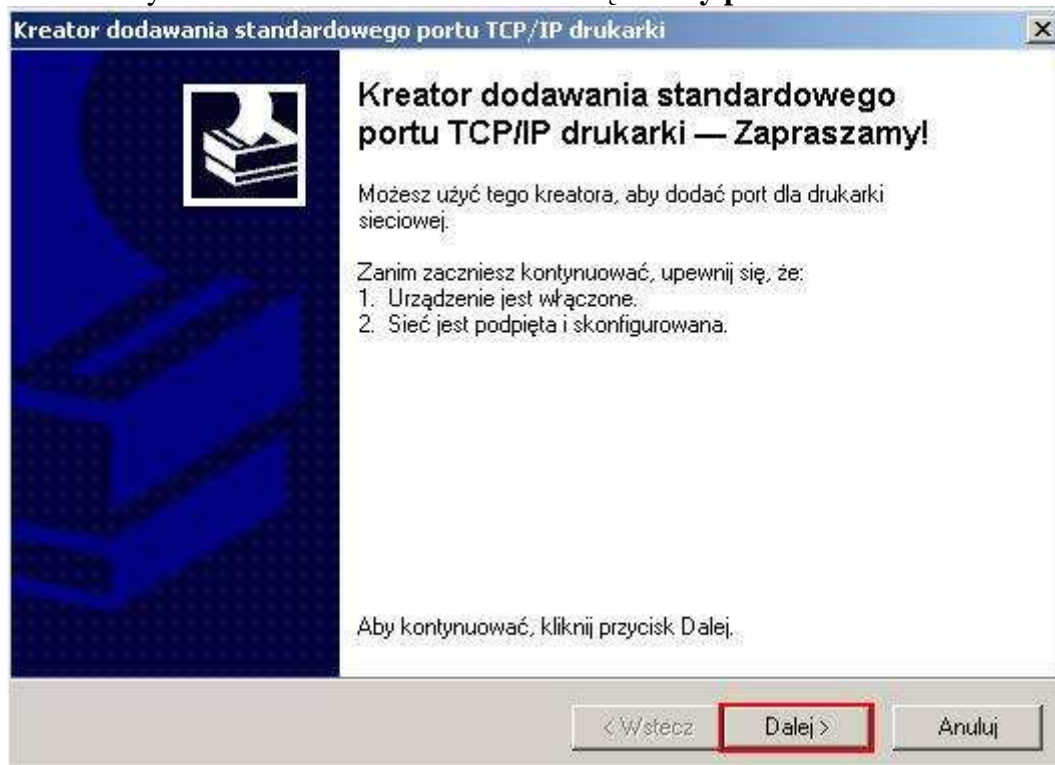 Kreator dodawania standardowego portu TCP/IP drukarki
Kreator dodawania standardowego
portu TCP/IP drukarki — Zapraszamy!
Możesz użyć tego kreatora, aby dodać port dla drukarki
sieciowej.
Zanim zaczniesz kontynuować, upewnij się, że:
1. Urządzenie jest włączone.
2. Sieć jest podpięta i skonfigurowana.
Aby kontynuować, kliknij przycisk Dalej.
< Wstecz
Dalej >
Anuluj